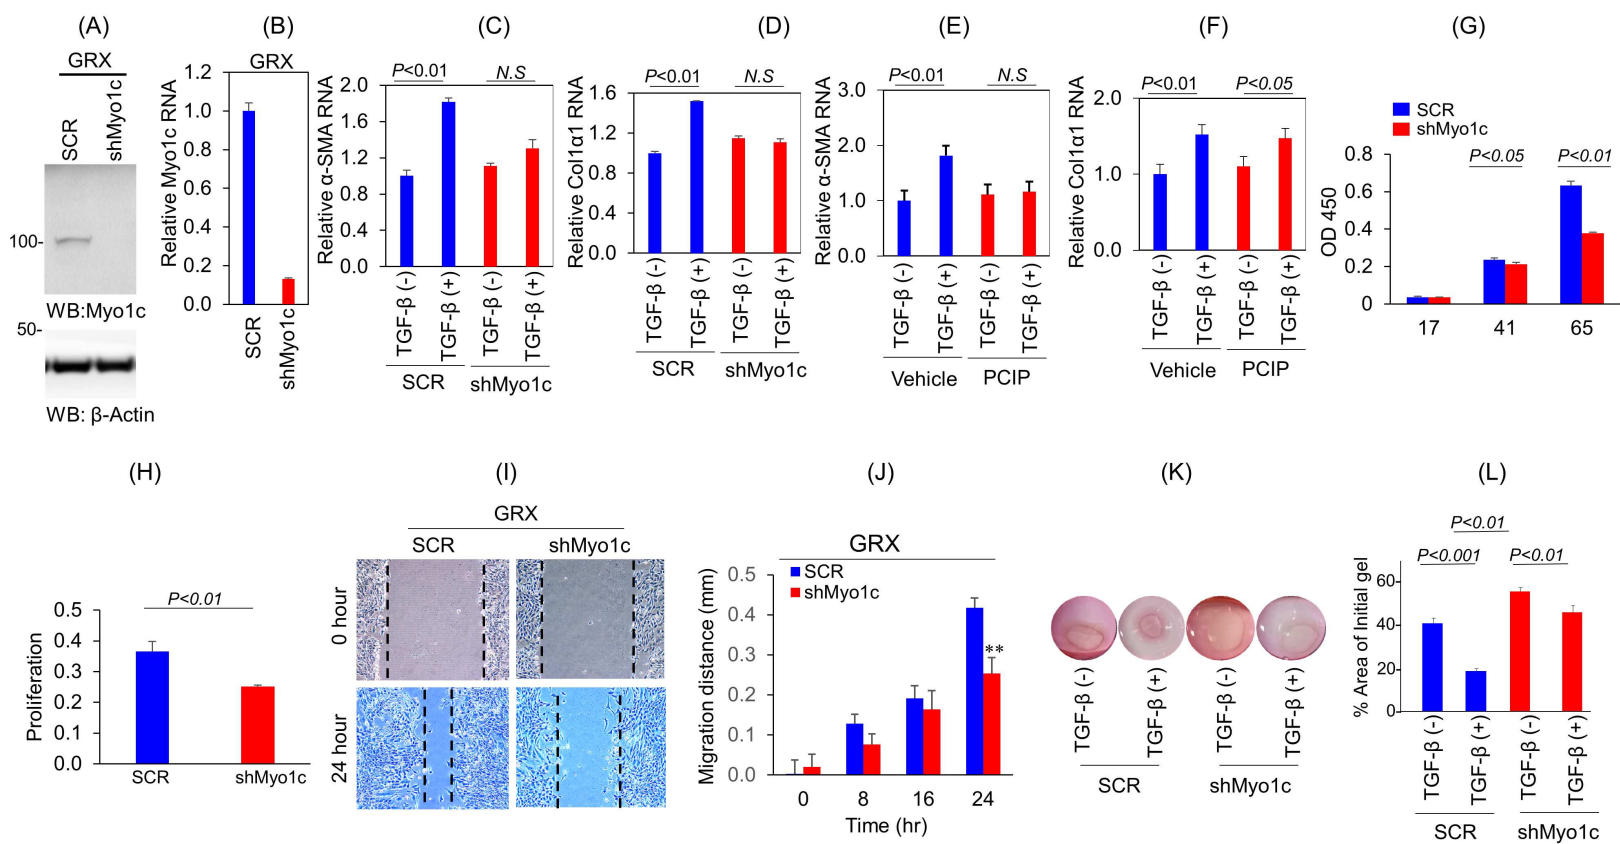 (A)
GRX
SCR
shMyo1c
100-
WB:Myo1c
50-
WB: β-Actin
(B)
GRX
Relative Myo1c RNA
1.2
1.0
0.8
0.6
0.4
0.2
0.0
SCR
shMyo1c
(C)
P<0.01
N.S
Relative α-SMA RNA
2.0
1.6
1.2
0.8
0.4
0.0
TGF-β (-)
TGF-β (+)
TGF-β (-)
TGF-β (+)
SCR
shMyo1c
(D)
P<0.01
N.S
Relative Col1α1 RNA
1.6
1.2
0.8
0.4
0.0
TGF-β (-)
TGF-β (+)
TGF-β (-)
TGF-β (+)
SCR
shMyo1c
(E)
P<0.01
N.S
Relative α-SMA RNA
3.0
2.0
1.0
0.0
TGF-β (-)
TGF-β (+)
TGF-β (-)
TGF-β (+)
Vehicle
PCIP
(F)
P<0.01
P<0.05
Relative Col1α1 RNA
2.0
1.0
0.0
TGF-β (-)
TGF-β (+)
TGF-β (-)
TGF-β (+)
Vehicle
PCIP
(G)
SCR
shMyo1c
P<0.05
P<0.01
OD 450
0.8
0.6
0.4
0.2
0
17
41
65
(H)
P<0.01
Proliferation
0.5
0.4
0.3
0.2
0.1
0.0
SCR
shMyo1c
(I)
GRX
SCR
shMyo1c
0 hour
24 hour
(J)
GRX
SCR
shMyo1c
Migration distance (mm)
0.5
0.4
0.3
0.2
0.1
0.0
**
0
8
16
24
Time (hr)
(K)
TGF-β (-)
TGF-β (+)
TGF-β (-)
TGF-β (+)
SCR
shMyo1c
(L)
P<0.01
P<0.001
P<0.01
% Area of Initial gel
60
40
20
0
TGF-β (-)
TGF-β (+)
TGF-β (-)
TGF-β (+)
SCR
shMyo1c